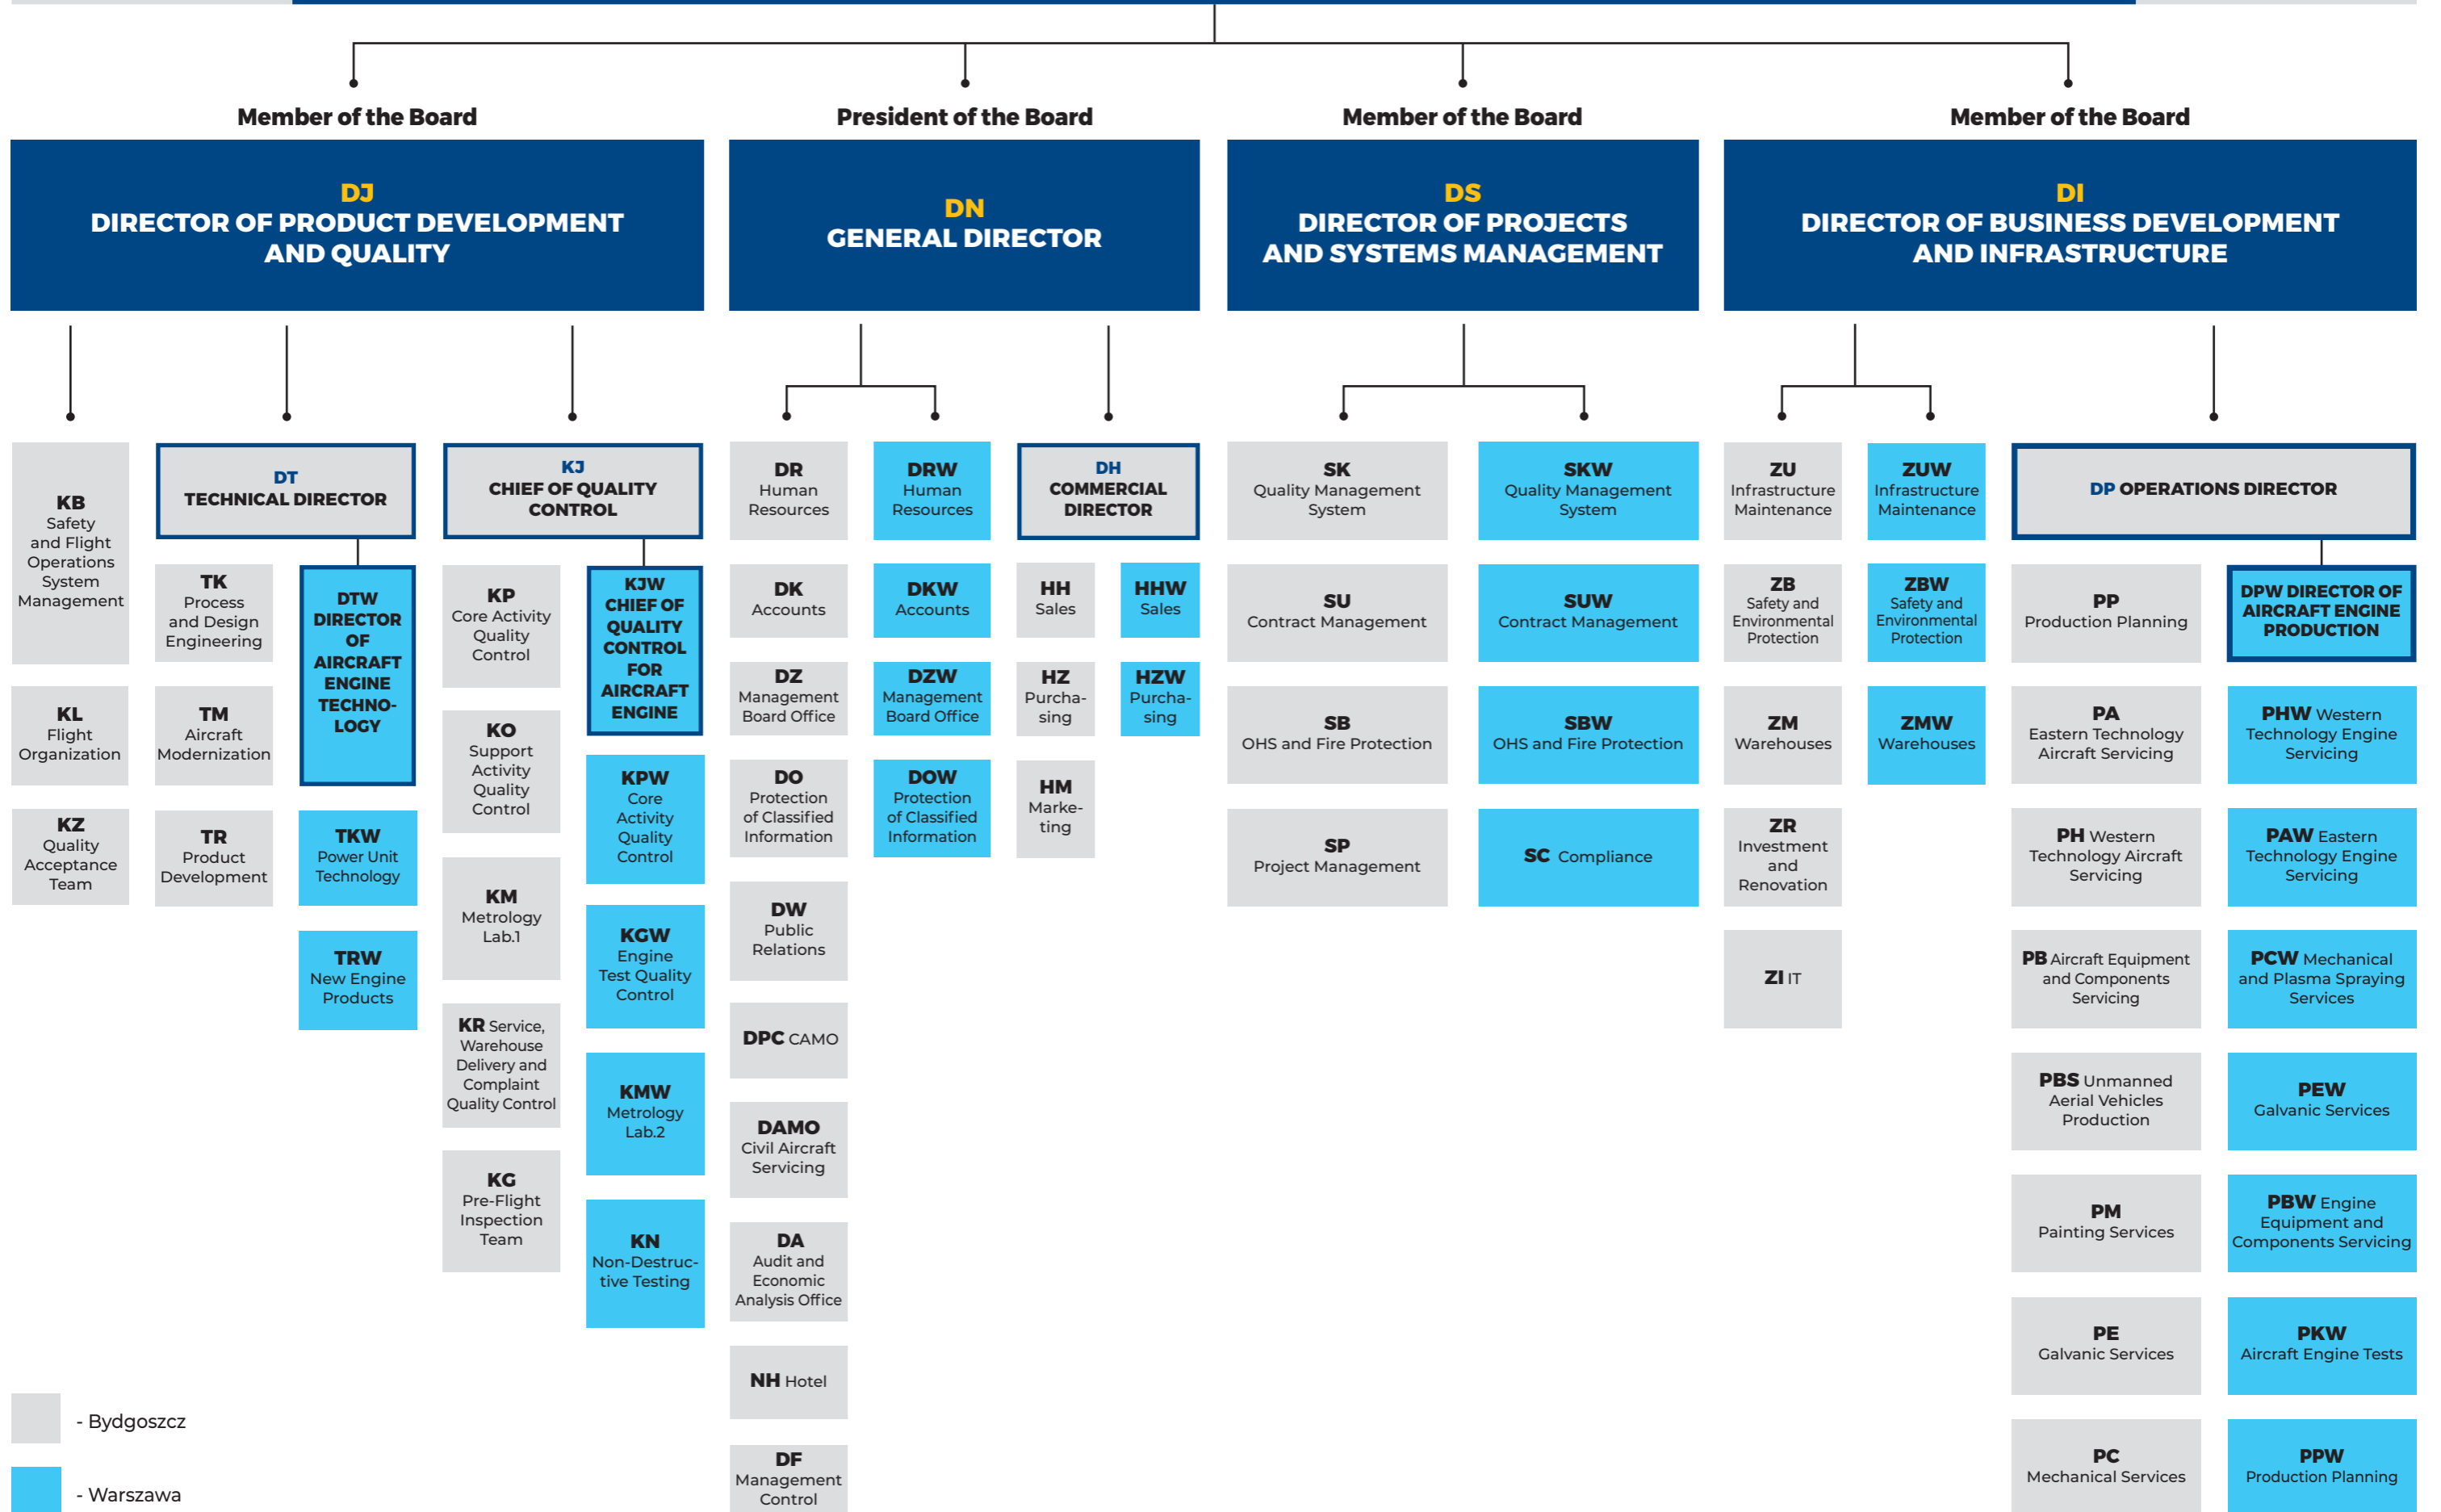 Member of the Board
DJ
DIRECTOR OF PRODUCT DEVELOPMENT
AND QUALITY
KB
Safety
and Flight
Operations
System
Management
KL
Flight
Organization
KZ
Quality
Acceptance
Team
DT
TECHNICAL DIRECTOR
TK
Process
and Design
Engineering
TM
Aircraft
Modernization
TR
Product
Development
DTW
DIRECTOR
OF
AIRCRAFT
ENGINE
TECHNO-
LOGY
TKW
Power Unit
Technology
TRW
New Engine
Products
KJ
CHIEF OF QUALITY
CONTROL
KP
Core Activity
Quality
Control
KO
Support
Activity
Quality
Control
KM
Metrology
Lab.1
KR Service,
Warehouse
Delivery and
Complaint
Quality Control
KG
Pre-Flight
Inspection
Team
KJW
CHIEF OF
QUALITY
CONTROL
FOR
AIRCRAFT
ENGINE
KPW
Core
Activity
Quality
Control
KGW
Engine
Test Quality
Control
KMW
Metrology
Lab.2
KN
Non-Destruc-
tive Testing
President of the Board
DN
GENERAL DIRECTOR
DR
Human
Resources
DK
Accounts
DZ
Management
Board Office
DO
Protection
of Classified
Information
DW
Public
Relations
DPC CAMO
DAMO
Civil Aircraft
Servicing
DA
Audit and
Economic
Analysis Office
NH Hotel
DF
Management
Control
DRW
Human
Resources
DKW
Accounts
DZW
Management
Board Office
DOW
Protection
of Classified
Information
DH
COMMERCIAL
DIRECTOR
HH
Sales
HZ
Purcha-
sing
HM
Marke-
ting
HHW
Sales
HZW
Purcha-
sing
Member of the Board
DS
DIRECTOR OF PROJECTS
AND SYSTEMS MANAGEMENT
SK
Quality Management
System
SU
Contract Management
SB
OHS and Fire Protection
SP
Project Management
SKW
Quality Management
System
SUW
Contract Management
SBW
OHS and Fire Protection
SC Compliance
Member of the Board
DI
DIRECTOR OF BUSINESS DEVELOPMENT
AND INFRASTRUCTURE
ZU
Infrastructure
Maintenance
ZB
Safety and
Environmental
Protection
ZM
Warehouses
ZR
Investment
and
Renovation
ZI IT
ZUW
Infrastructure
Maintenance
ZBW
Safety and
Environmental
Protection
ZMW
Warehouses
DP OPERATIONS DIRECTOR
PP
Production Planning
PA
Eastern Technology
Aircraft Servicing
PH Western
Technology Aircraft
Servicing
PB Aircraft Equipment
and Components
Servicing
PBS Unmanned
Aerial Vehicles
Production
PM
Painting Services
PE
Galvanic Services
PC
Mechanical Services
DPW DIRECTOR OF
AIRCRAFT ENGINE
PRODUCTION
PHW Western
Technology Engine
Servicing
PAW Eastern
Technology Engine
Servicing
PCW Mechanical
and Plasma Spraying
Services
PEW
Galvanic Services
PBW Engine
Equipment and
Components Servicing
PKW
Aircraft Engine Tests
PPW
Production Planning
- Bydgoszcz
- Warszawa